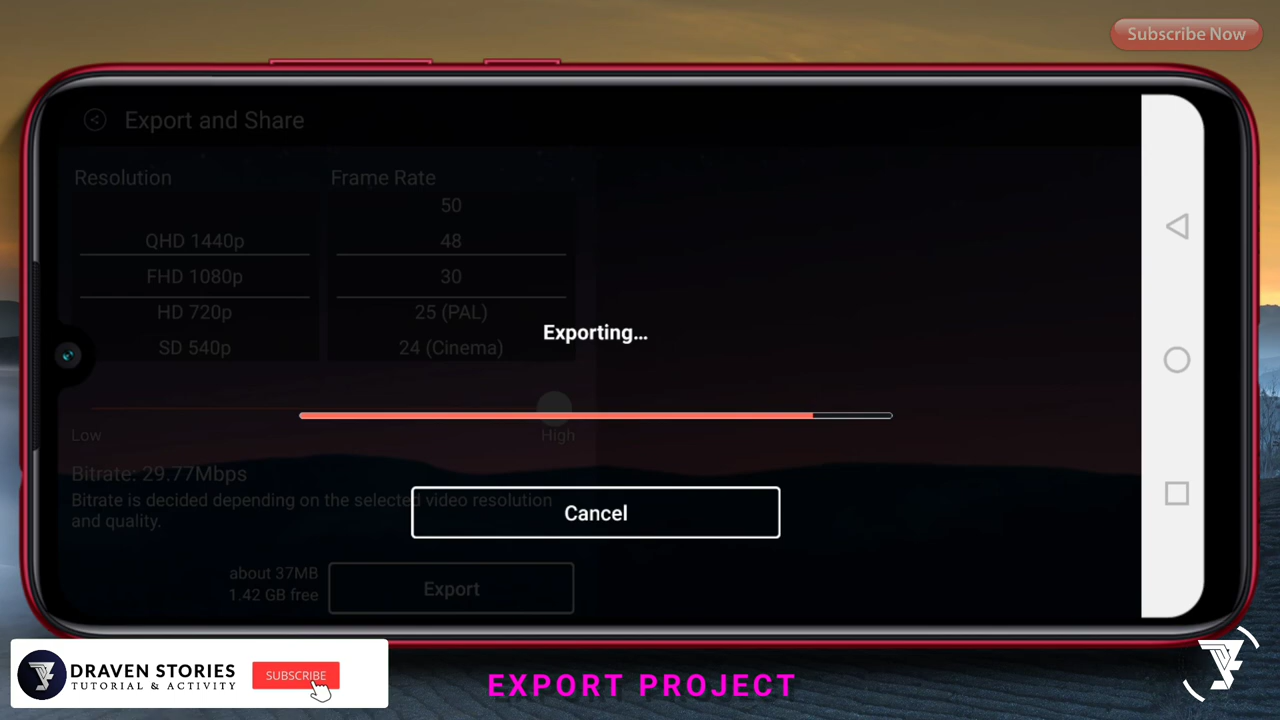 Subscribe Now
Export and Share
Resolution
Frame Rate
50
QHD 1440p
48
FHD 1080p
30
HD 720p
25 (PAL)
SD 540p
24 (Cinema)
Exporting...
Low
High
Bitrate: 29.77Mbps
Bitrate is decided depending on the selected video resolution
and quality.
Cancel
about 37MB
1.42 GB free
Export
DRAVEN STORIES
TUTORIAL & ACTIVITY
SUBSCRIBE
EXPORT PROJECT